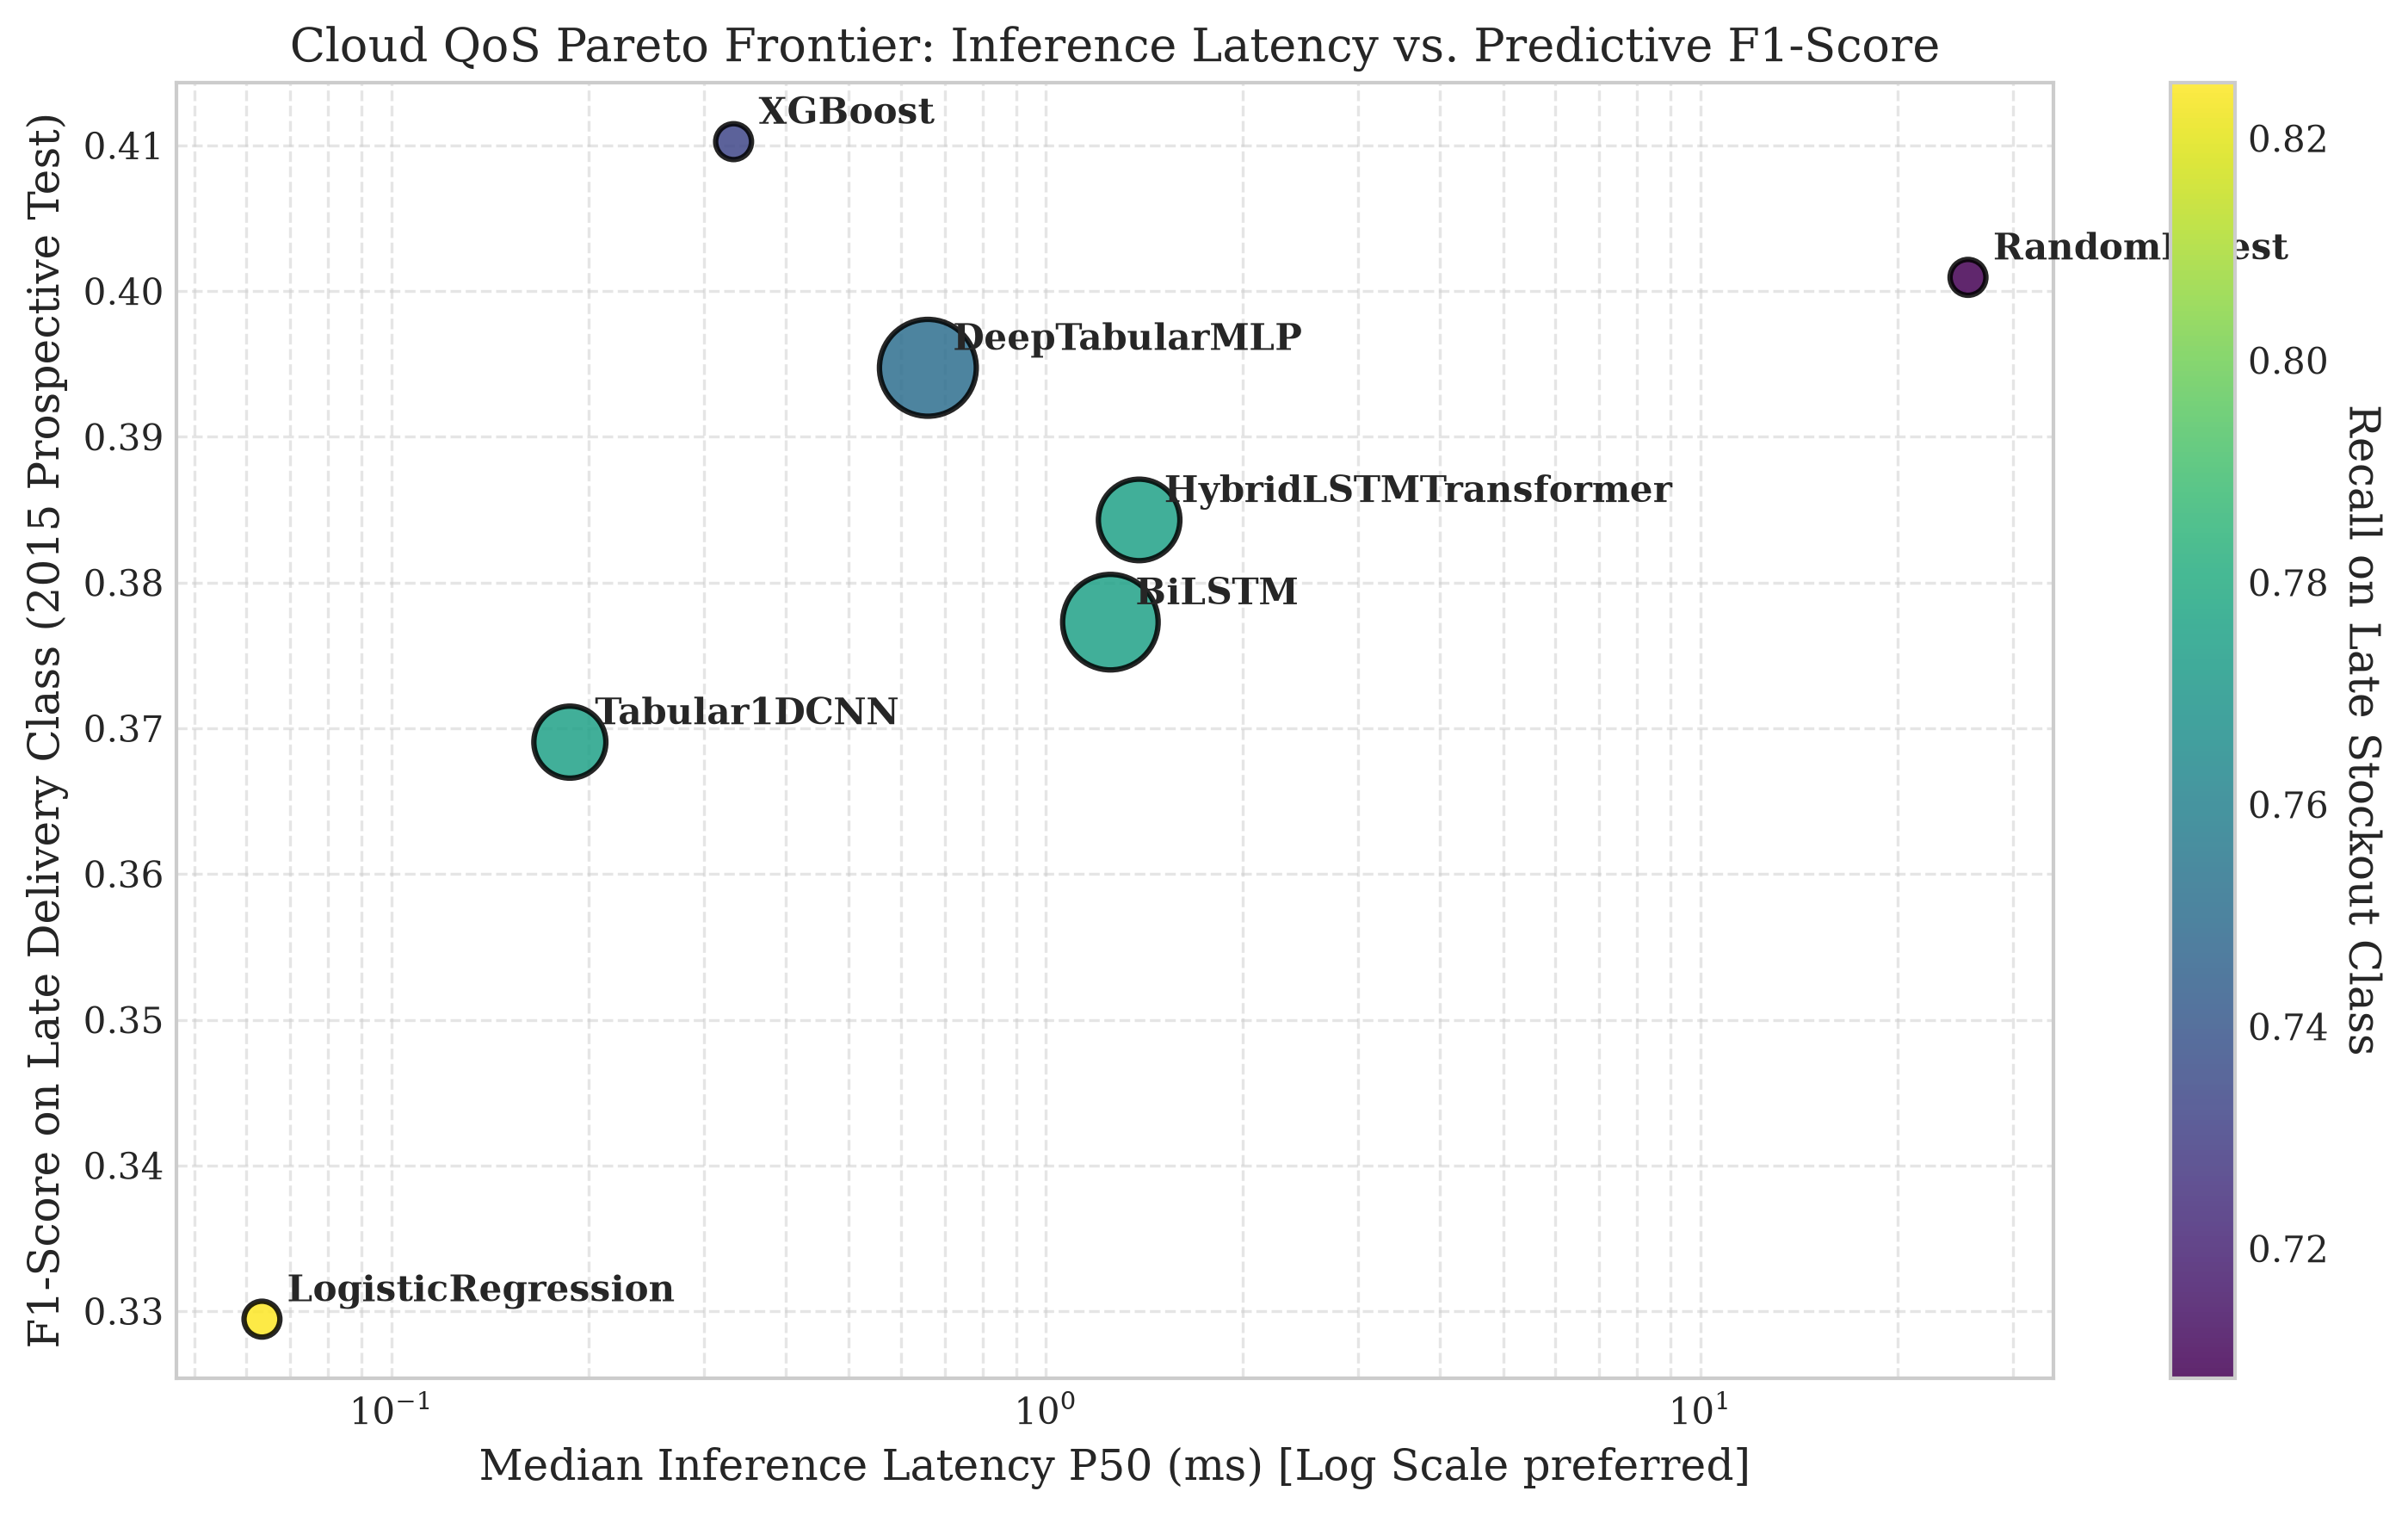 Cloud QoS Pareto Frontier: Inference Latency vs. Predictive F1-Score
F1-Score on Late Delivery Class (2015 Prospective Test)
0.41
0.40
0.39
0.38
0.37
0.36
0.35
0.34
0.33
XGBoost
DeepTabularMLP
HybridLSTMTransformer
BiLSTM
Tabular1DCNN
LogisticRegression
10⁻¹
10⁰
10¹
Median Inference Latency P50 (ms) [Log Scale preferred]
0.82
0.80
0.78
0.76
0.74
0.72
Recall on Late Stockout Class